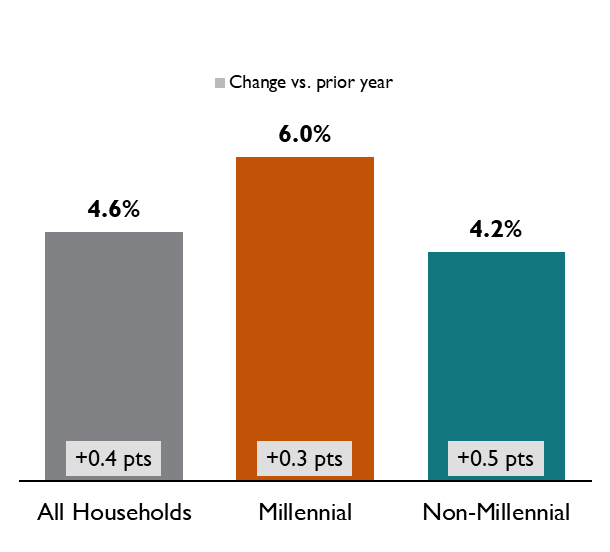 Change vs. prior year
6.0%
4.6%
4.2%
+0.4 pts
+0.3 pts
+0.5 pts
All Households
Millennial
Non-Millennial